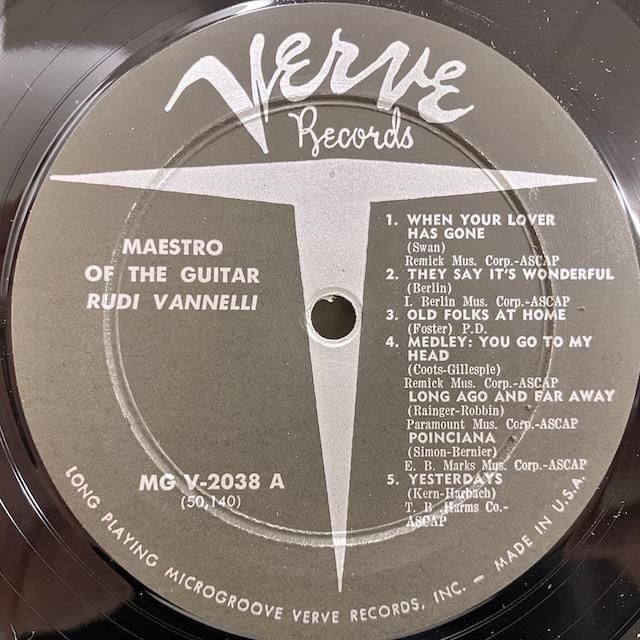 Verve
Records
MAESTRO
OF THE GUITAR
RUDI VANNELLI
MG V-2038 A
(50,140)
1. WHEN YOUR LOVER
HAS GONE
(Swan)
Remick Mus. Corp.-ASCAP
2. THEY SAY IT'S WONDERFUL
(Berlin)
I. Berlin Mus. Corp.-ASCAP
3. OLD FOLKS AT HOME
(Foster) P.D.
4. MEDLEY: YOU GO TO MY
HEAD
(Coots-Gillespie)
Remick Mus. Corp.-ASCAP
LONG AGO AND FAR AWAY
(Rainger-Robbin)
Paramount Mus. Corp.-ASCAP
POINCIANA
(Simon-Bernier)
E. B. Marks Mus. Corp.-ASCAP
5. YESTERDAYS
(Kern-Harbach)
T. B. Harms Co.-
ASCAP
LONG PLAYING MICROGROOVE VERVE RECORDS, INC. — MADE IN U.S.A.